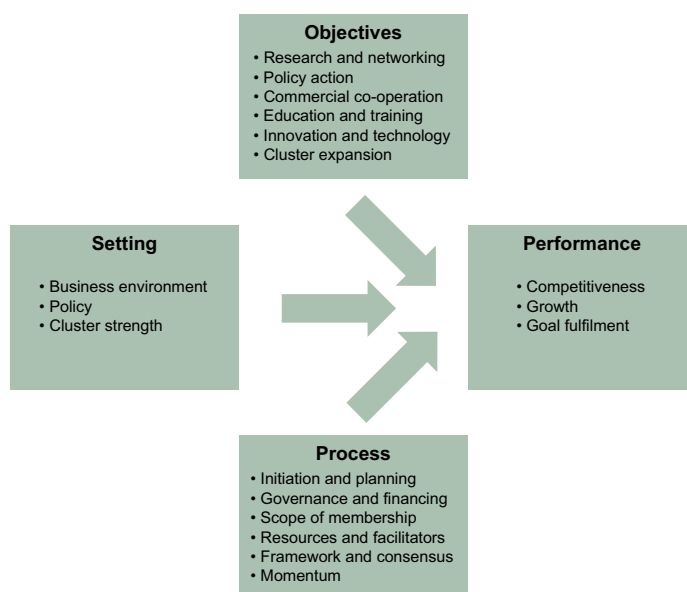 Objectives
• Research and networking
• Policy action
• Commercial co-operation
• Education and training
• Innovation and technology
• Cluster expansion
Setting
• Business environment
• Policy
• Cluster strength
Performance
• Competitiveness
• Growth
• Goal fulfilment
Process
• Initiation and planning
• Governance and financing
• Scope of membership
• Resources and facilitators
• Framework and consensus
• Momentum